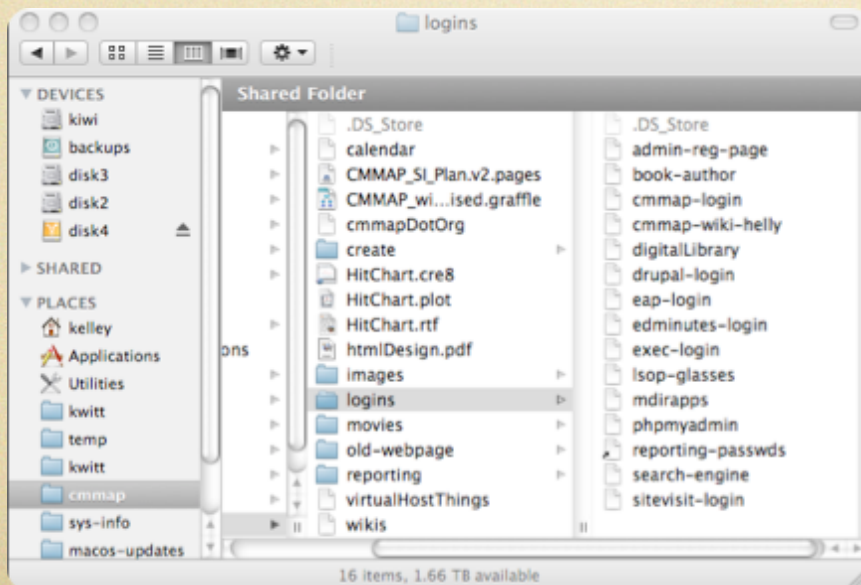 logins
Shared Folder
DEVICES
kiwi
backups
disk3
disk2
disk4
SHARED
PLACES
kelley
Applications
Utilities
kwitt
temp
kwitt
cmmap
sys-info
macos-updates
ons
.DS_Store
calendar
CMMAP_SI_Plan.v2.pages
CMMAP_wi...ised.graffle
cmmapDotOrg
create
HitChart.cre8
HitChart.plot
HitChart.rtf
htmlDesign.pdf
images
logins
movies
old-webpage
reporting
virtualHostThings
wikis
.DS_Store
admin-reg-page
book-author
cmmap-login
cmmap-wiki-helly
digitalLibrary
drupal-login
eap-login
edminutes-login
exec-login
lsop-glasses
mdirapps
phpmyadmin
reporting-passwds
search-engine
sitevisit-login
16 items, 1.66 TB available